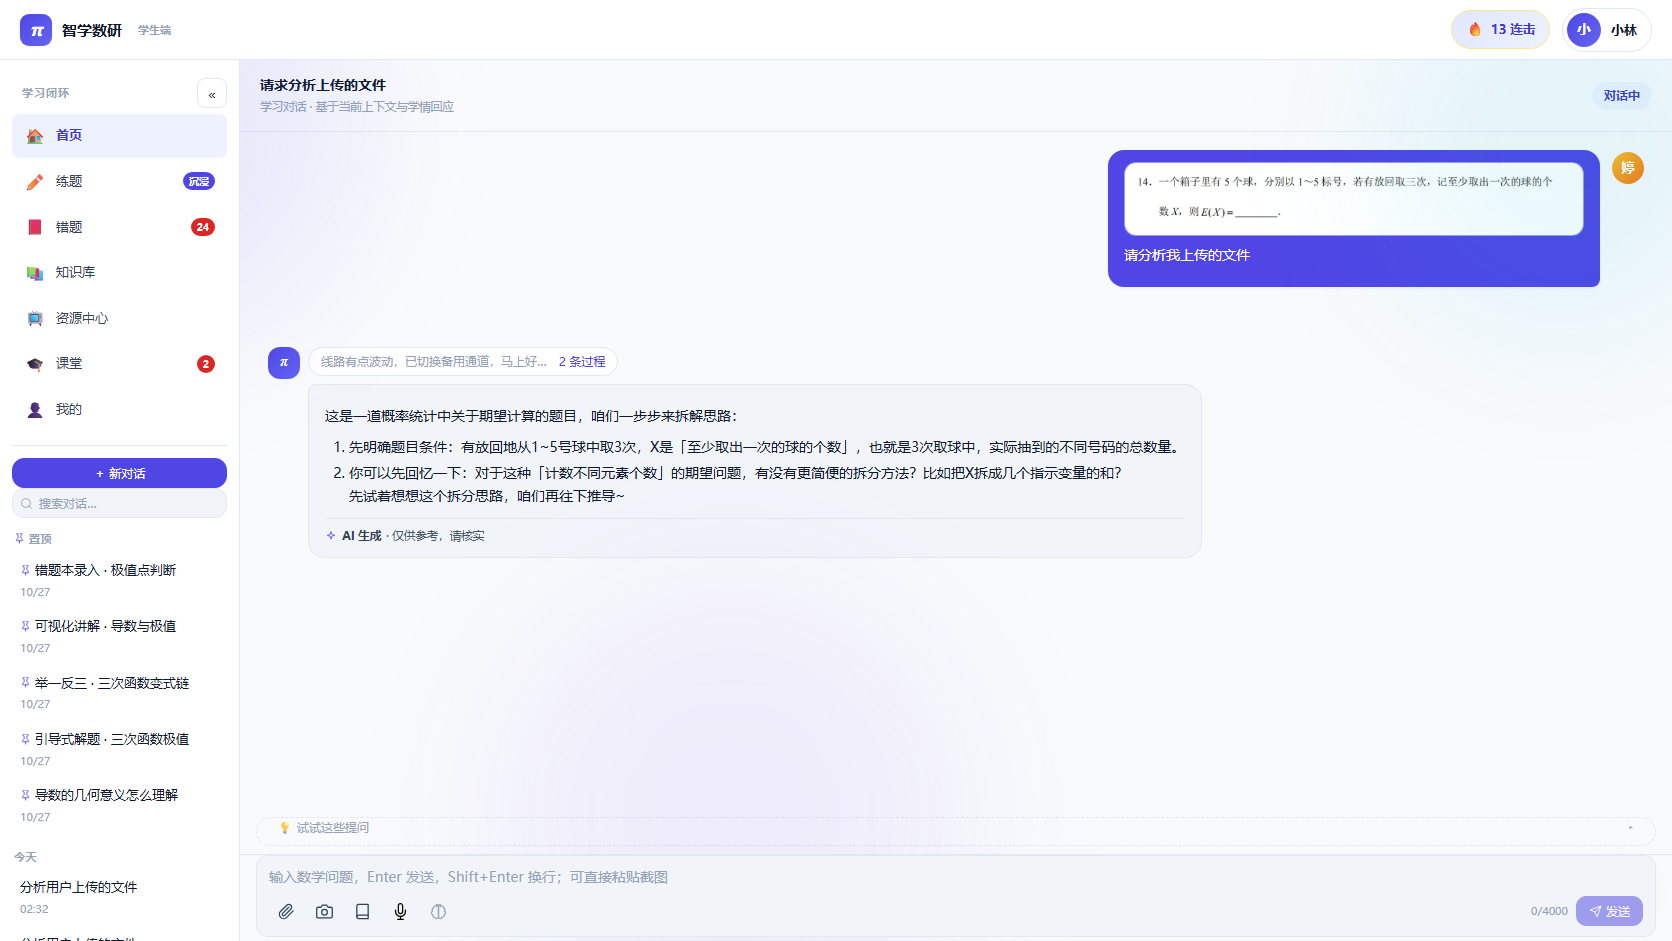 π 智学数研 学生端
13 连击
小 小林
学习闭环
«
首页
练题 沉浸
错题 24
知识库
资源中心
课堂 2
我的
+ 新对话
搜索对话...
置顶
错题本录入 · 极值点判断
10/27
可视化讲解 · 导数与极值
10/27
举一反三 · 三次函数变式链
10/27
引导式解题 · 三次函数极值
10/27
导数的几何意义怎么理解
10/27
今天
分析用户上传的文件
02:32
请求分析上传的文件
学习对话 · 基于当前上下文与学情回应
对话中
14. 一个箱子里有 5 个球，分别以 1～5 标号，若有放回取三次，记至少取出一次的球的个
数 X，则 E(X)=________.
请分析我上传的文件
婷
π
线路有点波动，已切换备用通道，马上好... 2 条过程
这是一道概率统计中关于期望计算的题目，咱们一步步来拆解思路：
1. 先明确题目条件：有放回地从1~5号球中取3次，X是「至少取出一次的球的个数」，也就是3次取球中，实际抽到的不同号码的总数量。
2. 你可以先回忆一下：对于这种「计数不同元素个数」的期望问题，有没有更简便的拆分方法？比如把X拆成几个指示变量的和？
先试着想想这个拆分思路，咱们再往下推导~
AI 生成 · 仅供参考，请核实
试试这些提问
输入数学问题，Enter 发送，Shift+Enter 换行；可直接粘贴截图
0/4000
发送